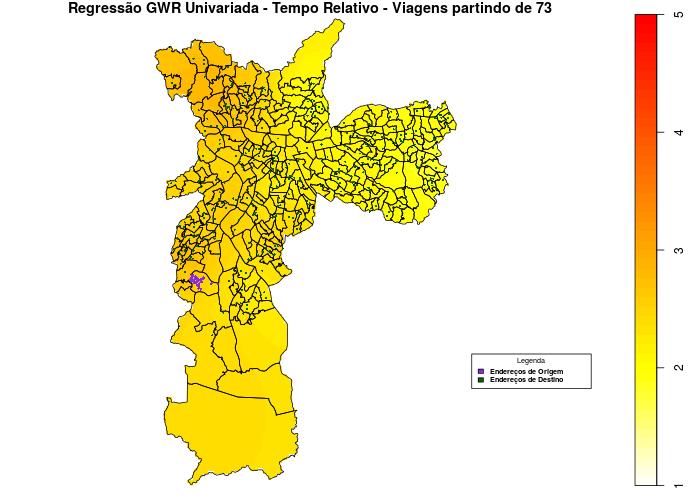 Regressão GWR Univariada - Tempo Relativo - Viagens partindo de 73
5
4
3
2
1
Legenda
Endereços de Origem
Endereços de Destino